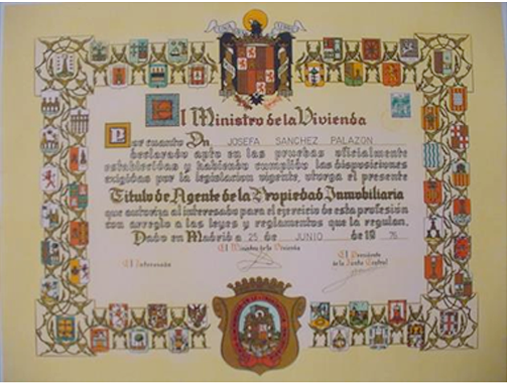 El Ministro de la Vivienda
Por cuanto Dn. JOSEFA SANCHEZ PALAZON
declarado apto en las pruebas oficialmente
establecidas y habiendo cumplido las disposiciones
exigidas por la legislacion vigente, otorga el presente
Titulo de Agente de la Propiedad Inmobiliaria
que autoriza al interesado para el ejercicio de esta profesión
con arreglo a las leyes y reglamentos que la regulan.
Dado en Madrid a 25 de JUNIO de 19 76
El Interesado
El Ministro de la Vivienda
El Presidente
de la Junta Central